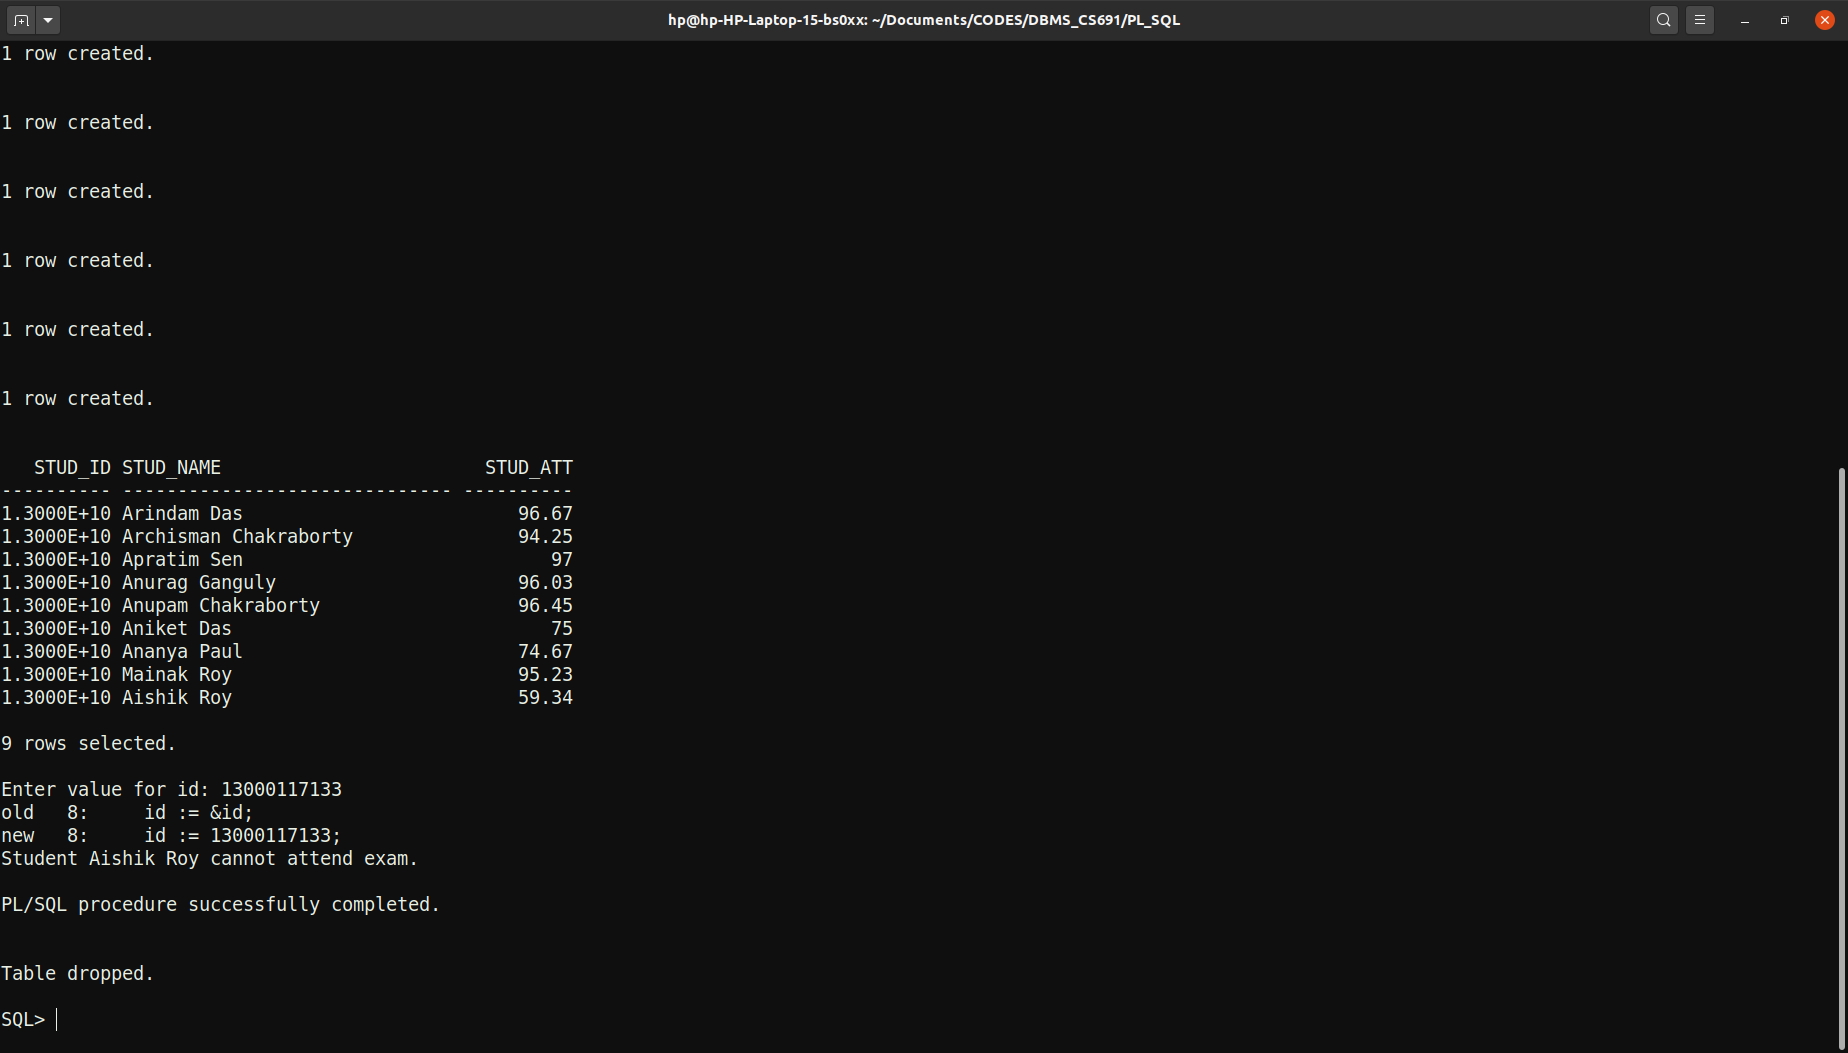 hp@hp-HP-Laptop-15-bs0xx: ~/Documents/CODES/DBMS_CS691/PL_SQL
1 row created.
1 row created.
1 row created.
1 row created.
1 row created.
1 row created.
STUD_ID STUD_NAME                        STUD_ATT
---------- ------------------------------ ----------
1.3000E+10 Arindam Das                         96.67
1.3000E+10 Archisman Chakraborty               94.25
1.3000E+10 Apratim Sen                            97
1.3000E+10 Anurag Ganguly                      96.03
1.3000E+10 Anupam Chakraborty                  96.45
1.3000E+10 Aniket Das                             75
1.3000E+10 Ananya Paul                         74.67
1.3000E+10 Mainak Roy                          95.23
1.3000E+10 Aishik Roy                          59.34
9 rows selected.
Enter value for id: 13000117133
old   8:     id := &id;
new   8:     id := 13000117133;
Student Aishik Roy cannot attend exam.
PL/SQL procedure successfully completed.
Table dropped.
SQL>